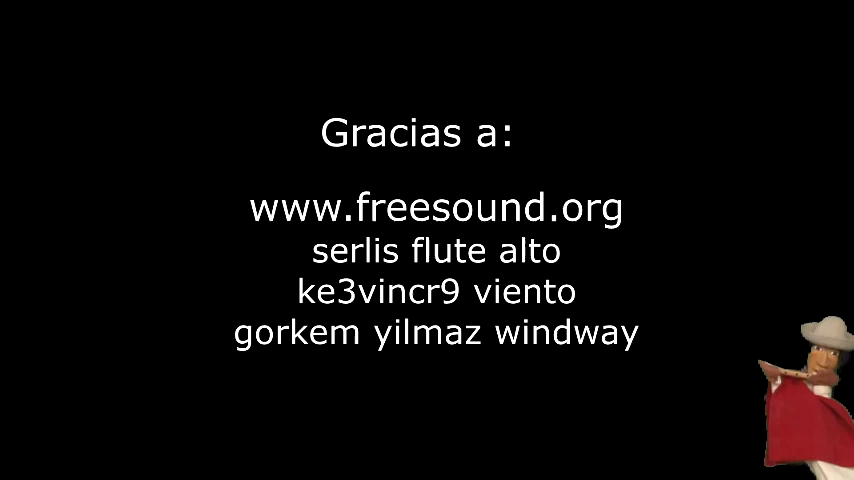 Gracias a:
www.freesound.org
serlis flute alto
ke3vincr9 viento
gorkem yilmaz windway